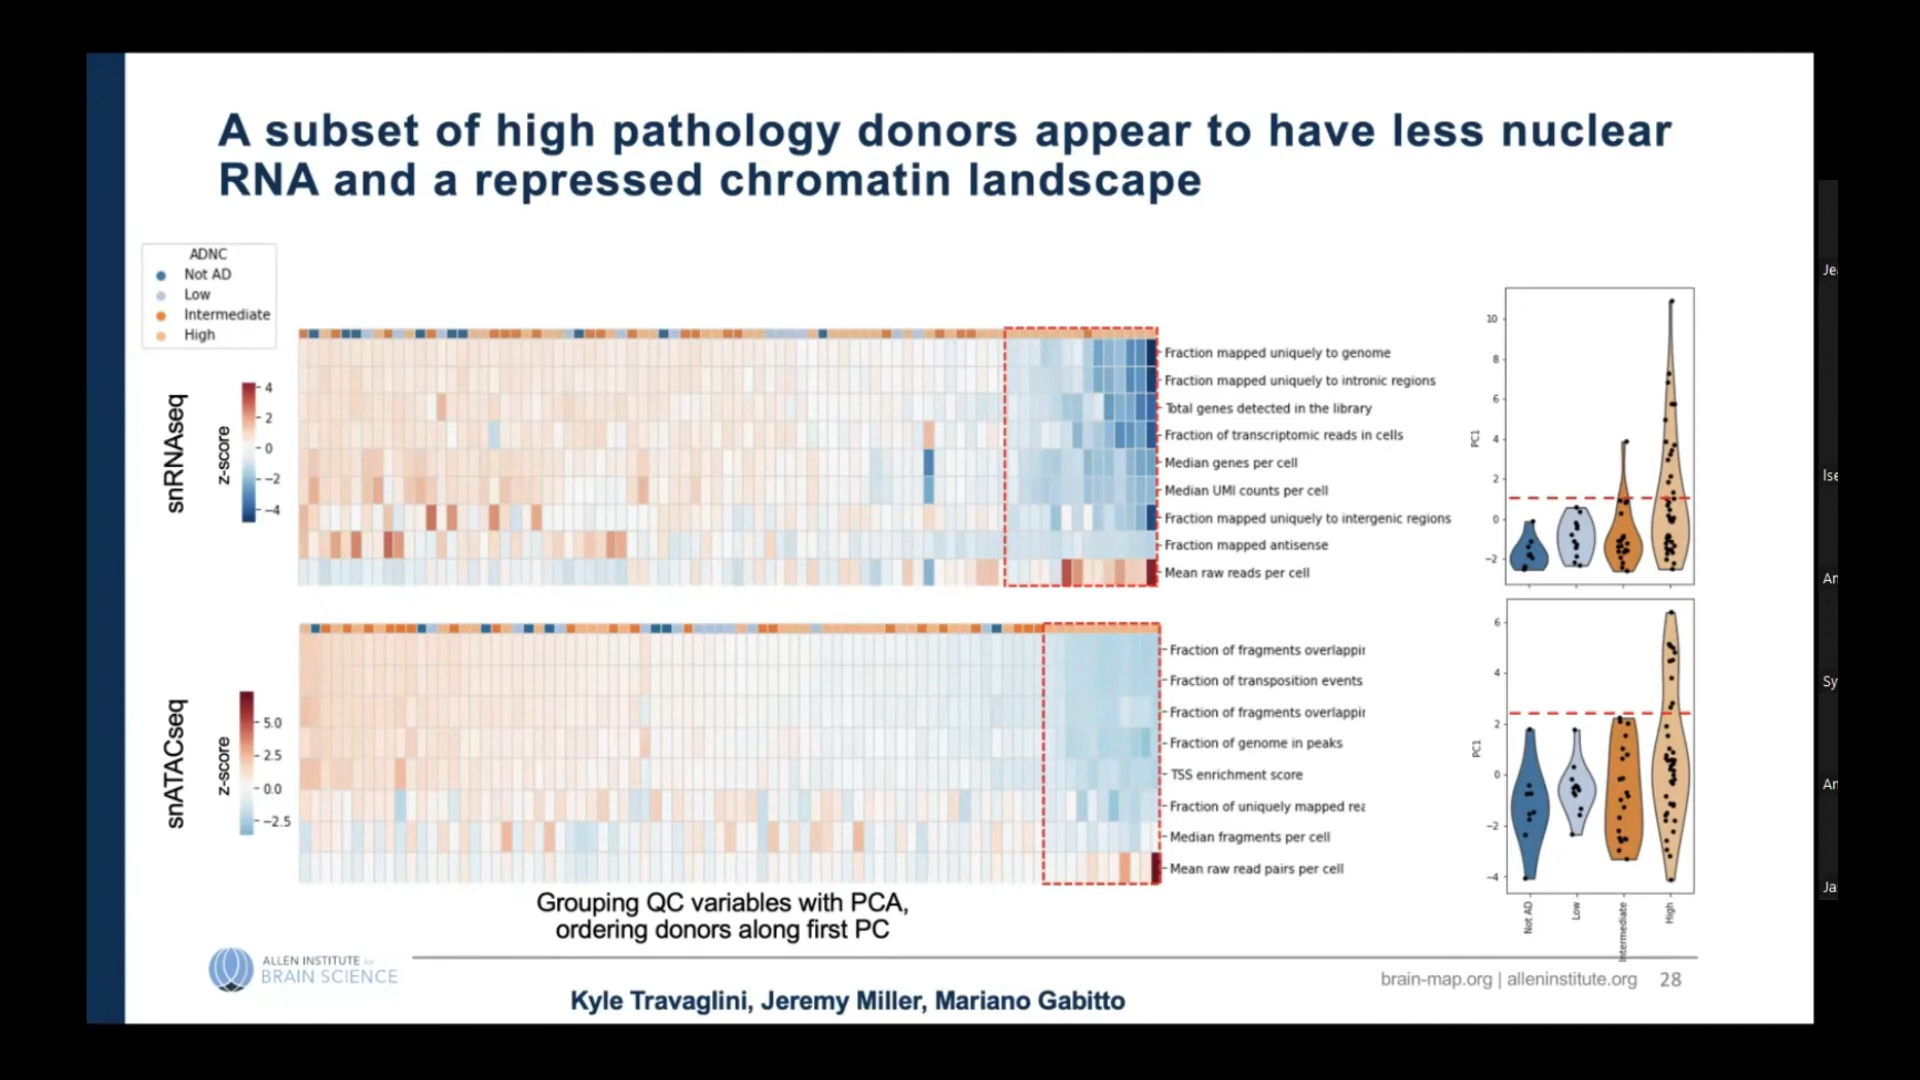 A subset of high pathology donors appear to have less nuclear
RNA and a repressed chromatin landscape
ADNC
Not AD
Low
Intermediate
High
snRNAseq
z-score
4
2
0
−2
−4
Fraction mapped uniquely to genome
Fraction mapped uniquely to intronic regions
Total genes detected in the library
Fraction of transcriptomic reads in cells
Median genes per cell
Median UMI counts per cell
Fraction mapped uniquely to intergenic regions
Fraction mapped antisense
Mean raw reads per cell
PC1
10
8
6
4
2
0
−2
snATACseq
z-score
5.0
2.5
0.0
−2.5
Fraction of fragments overlappin
Fraction of transposition events
Fraction of fragments overlappin
Fraction of genome in peaks
TSS enrichment score
Fraction of uniquely mapped rea
Median fragments per cell
Mean raw read pairs per cell
PC1
6
4
2
0
−2
−4
Not AD
Low
Intermediate
High
Grouping QC variables with PCA,
ordering donors along first PC
ALLEN INSTITUTE for
BRAIN SCIENCE
brain-map.org | alleninstitute.org 28
Kyle Travaglini, Jeremy Miller, Mariano Gabitto
Je
Ise
Sy
Ja